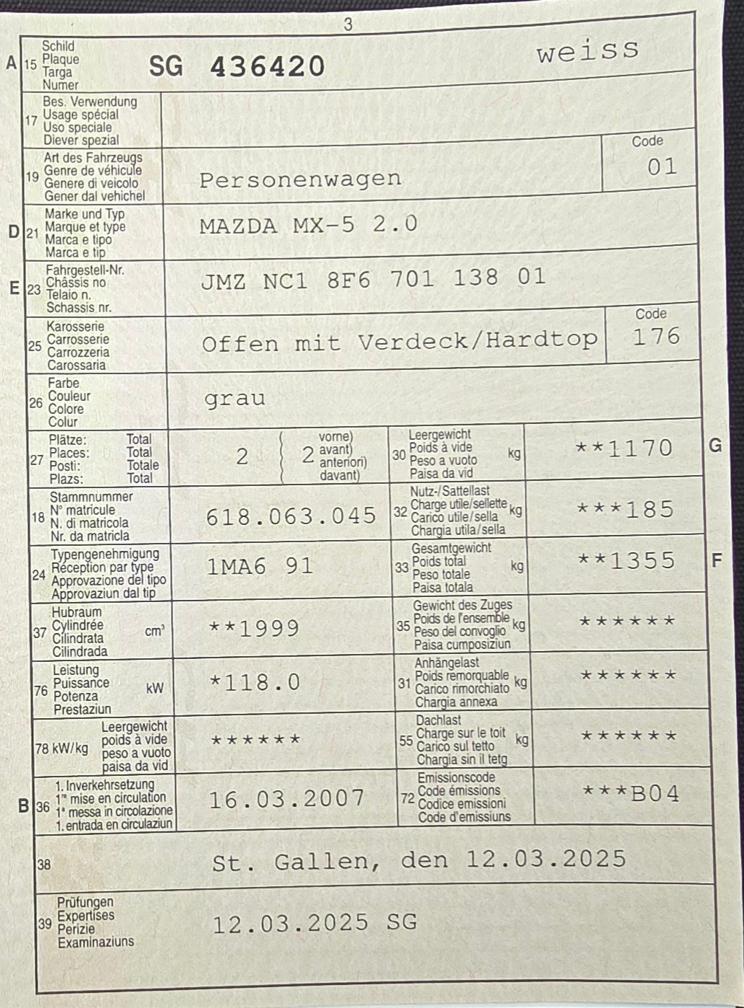 3
A 15 Schild
Plaque
Targa
Numer
SG 436420 weiss
17 Bes. Verwendung
Usage spécial
Uso speciale
Diever spezial
19 Art des Fahrzeugs
Genre de véhicule
Genere di veicolo
Gener dal vehichel
Personenwagen
Code
01
D 21 Marke und Typ
Marque et type
Marca e tipo
Marca e tip
MAZDA MX-5 2.0
E 23 Fahrgestell-Nr.
Châssis no
Telaio n.
Schassis nr.
JMZ NC1 8F6 701 138 01
25 Karosserie
Carrosserie
Carrozzeria
Carossaria
Offen mit Verdeck/Hardtop
Code
176
26 Farbe
Couleur
Colore
Colur
grau
27 Plätze: Total
Places: Total
Posti: Totale
Plazs: Total
2
2
vorne)
avant)
anteriori)
davant)
30 Leergewicht
Poids à vide
Peso a vuoto
Paisa da vid
kg
**1170
G
18 Stammnummer
N° matricule
N. di matricola
Nr. da matricla
618.063.045
32 Nutz-/Sattellast
Charge utile/sellette
Carico utile/sella
Chargia utila/sella
kg
***185
24 Typengenehmigung
Réception par type
Approvazione del tipo
Approvaziun dal tip
1MA6 91
33 Gesamtgewicht
Poids total
Peso totale
Paisa totala
kg
**1355
F
37 Hubraum
Cylindrée
Cilindrata
Cilindrada
cm³
**1999
35 Gewicht des Zuges
Poids de l'ensemble
Peso del convoglio
Paisa cumposiziun
kg
******
76 Leistung
Puissance
Potenza
Prestaziun
kW
*118.0
31 Anhängelast
Poids remorquable
Carico rimorchiato
Chargia annexa
kg
******
78 kW/kg
Leergewicht
poids à vide
peso a vuoto
paisa da vid
******
55 Dachlast
Charge sur le toit
Carico sul tetto
Chargia sin il tetg
kg
******
B 36 1. Inverkehrsetzung
1re mise en circulation
1a messa in circolazione
1. entrada en circulaziun
16.03.2007
72 Emissionscode
Code émissions
Codice emissioni
Code d'emissiuns
***B04
38
St. Gallen, den 12.03.2025
39 Prüfungen
Expertises
Perizie
Examinaziuns
12.03.2025 SG